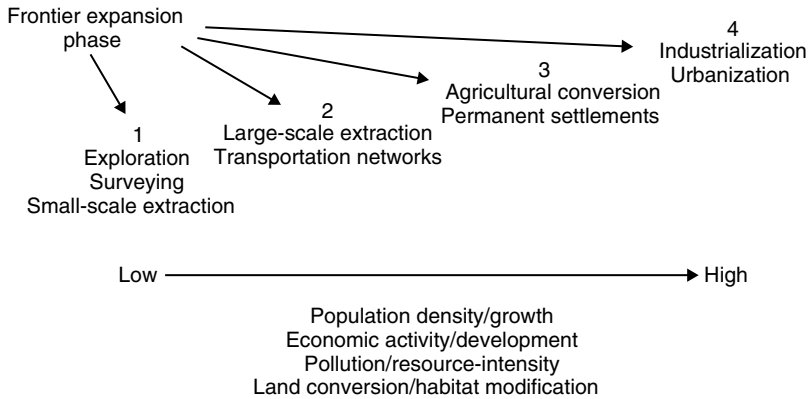 Frontier expansion
phase
1
Exploration
Surveying
Small-scale extraction
2
Large-scale extraction
Transportation networks
3
Agricultural conversion
Permanent settlements
4
Industrialization
Urbanization
Low
High
Population density/growth
Economic activity/development
Pollution/resource-intensity
Land conversion/habitat modification